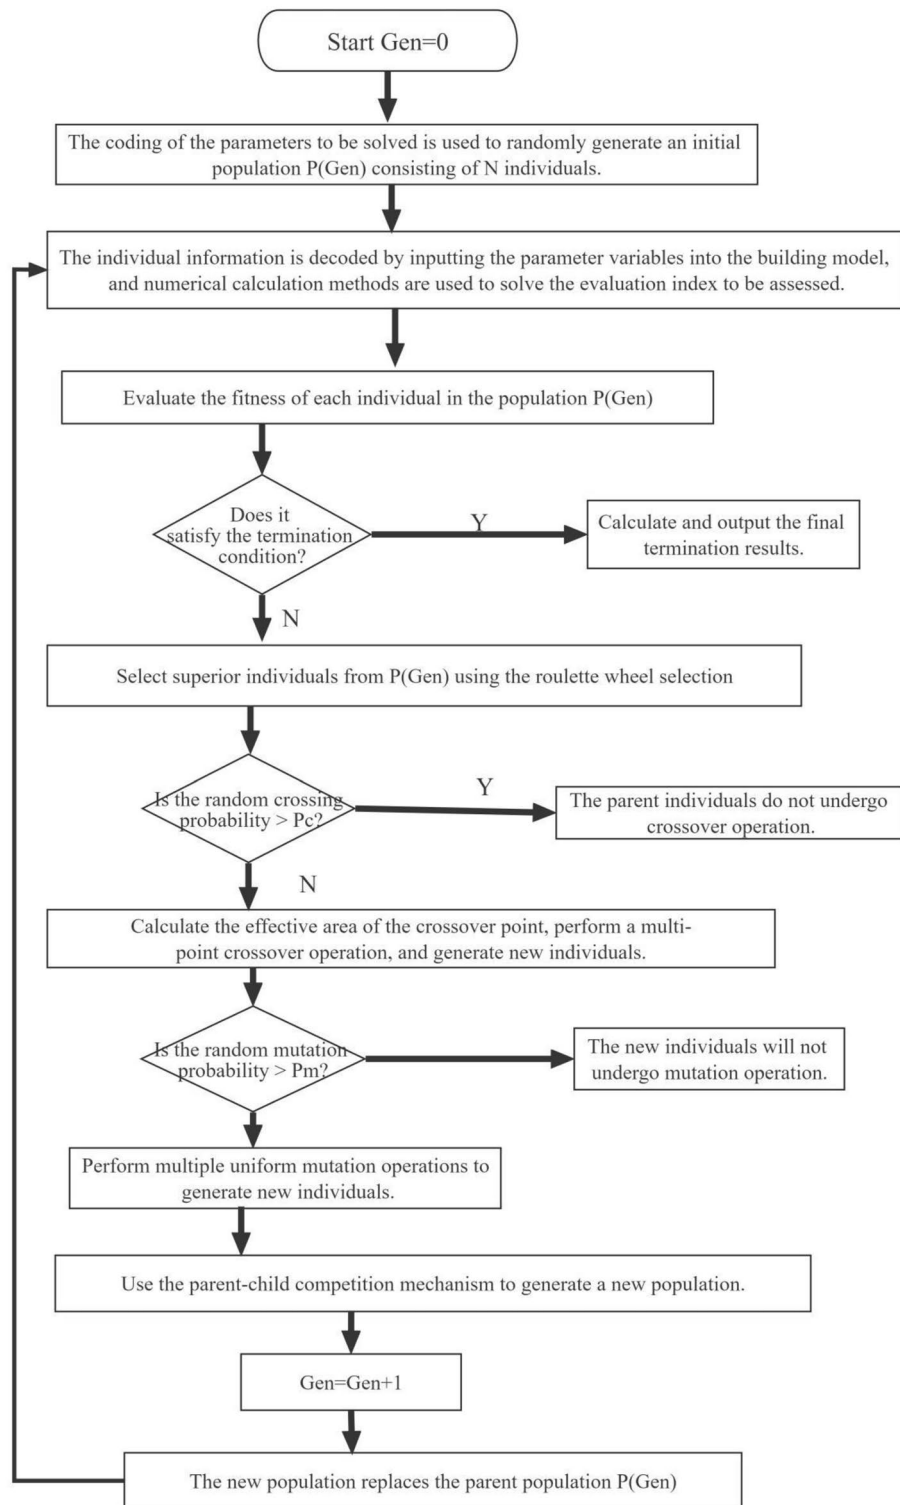 Start Gen=0
The coding of the parameters to be solved is used to randomly generate an initial
population P(Gen) consisting of N individuals.
The individual information is decoded by inputting the parameter variables into the building model,
and numerical calculation methods are used to solve the evaluation index to be assessed.
Evaluate the fitness of each individual in the population P(Gen)
Does it
satisfy the termination
condition?
Y
Calculate and output the final
termination results.
N
Select superior individuals from P(Gen) using the roulette wheel selection
Is the random crossing
probability > Pc?
Y
The parent individuals do not undergo
crossover operation.
N
Calculate the effective area of the crossover point, perform a multi-
point crossover operation, and generate new individuals.
Is the random mutation
probability > Pm?
The new individuals will not
undergo mutation operation.
Perform multiple uniform mutation operations to
generate new individuals.
Use the parent-child competition mechanism to generate a new population.
Gen=Gen+1
The new population replaces the parent population P(Gen)